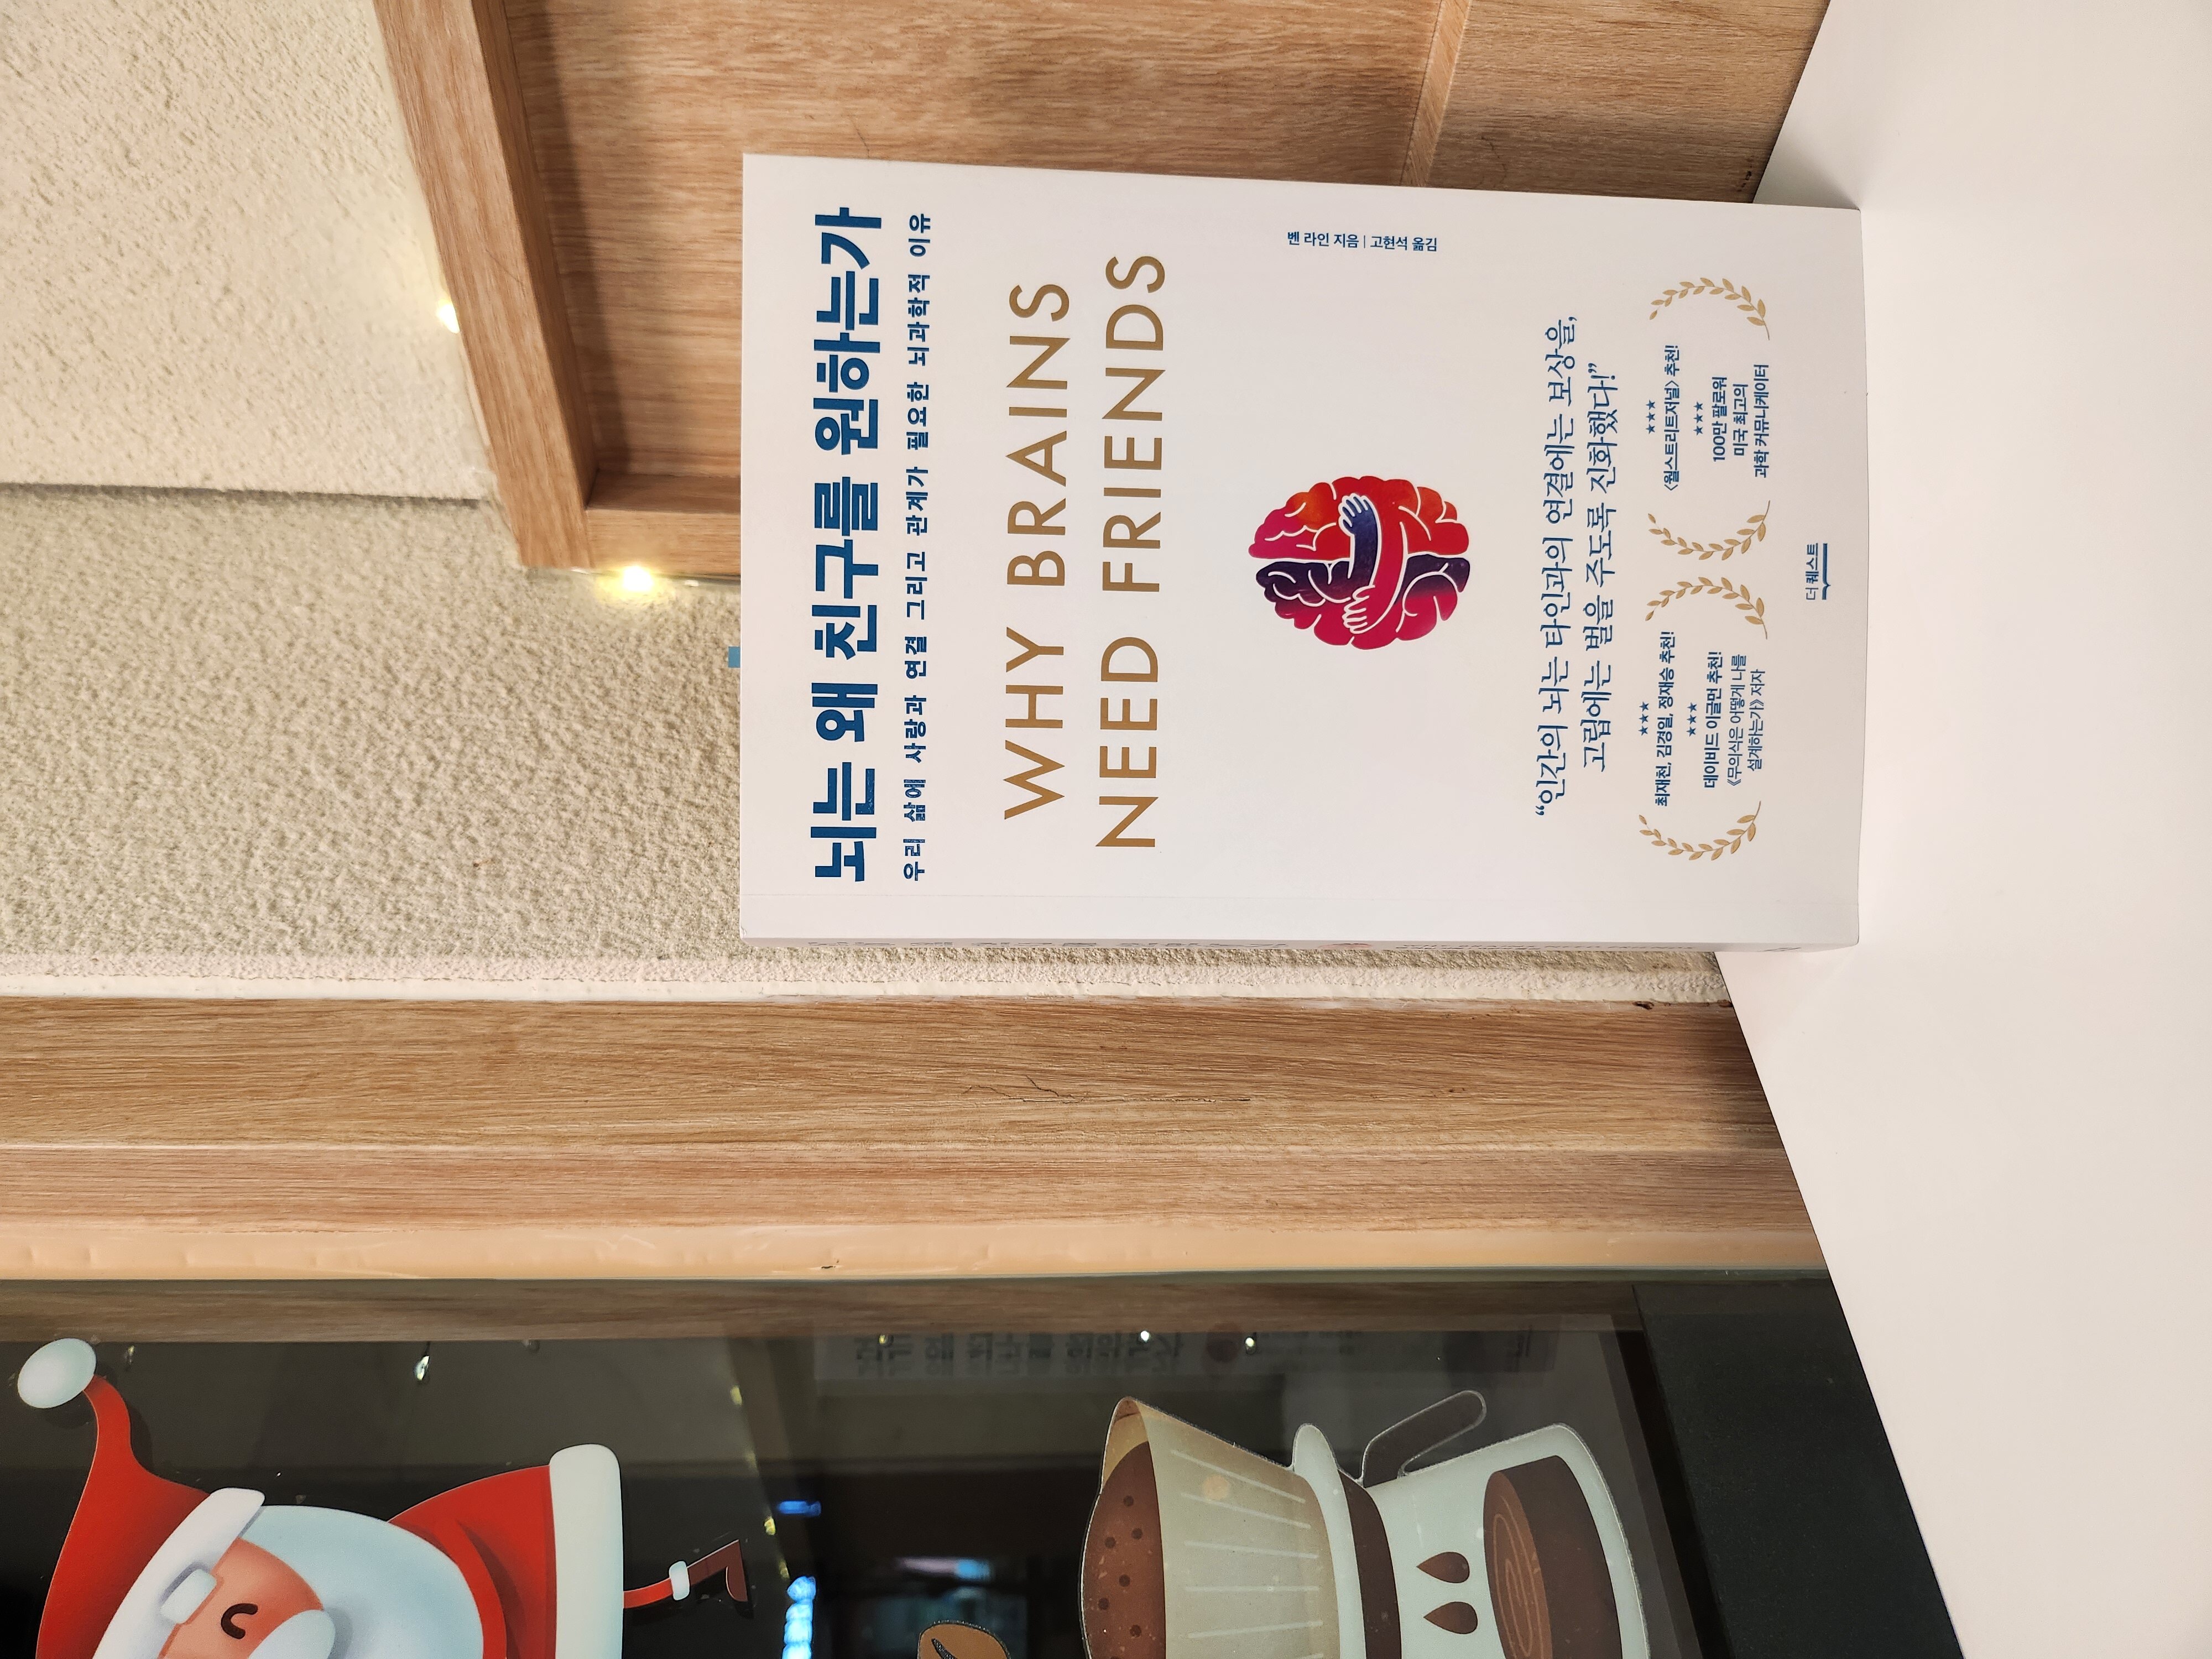 뇌는 왜 친구를 원하는가
우리 삶에 사랑과 연결 그리고 관계가 필요한 뇌과학적 이유
WHY BRAINS
NEED FRIENDS
벤 라인 지음 | 고현석 옮김
“인간의 뇌는 타인과의 연결에는 보상을,
고립에는 벌을 주도록 진화했다!”
★★★
최재천, 김경일, 정재승 추천!
★★★
데이비드 이글먼 추천!
《무의식은 어떻게 나를
설계하는가》 저자
★★★
〈월스트리트저널〉 추천!
★★★
100만 팔로워
미국 최고의
과학 커뮤니케이터
더 퀘스트